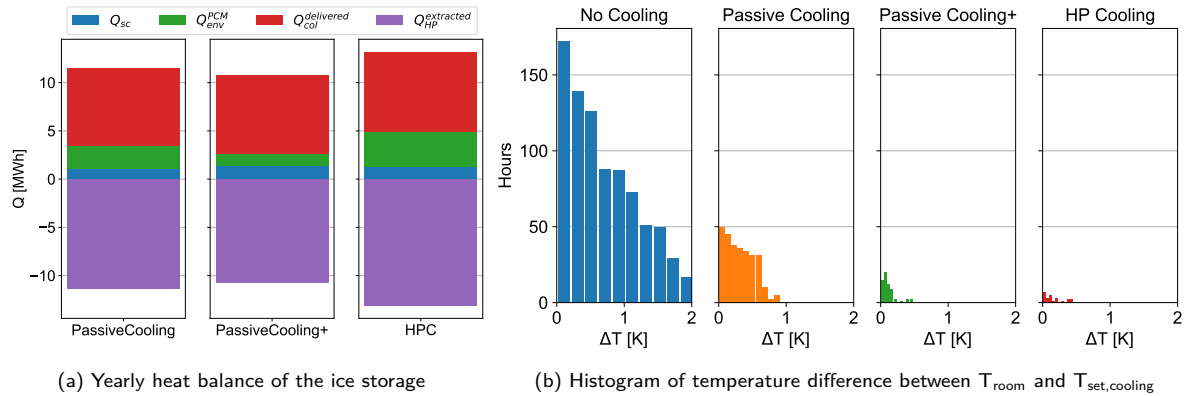 Q_sc Q_env^PCM Q_col^delivered Q_HP^extracted
Q [MWh]
10
5
0
−5
−10
PassiveCooling PassiveCooling+ HPC
(a) Yearly heat balance of the ice storage
No Cooling Passive Cooling Passive Cooling+ HP Cooling
Hours
150
100
50
0
0 1 2 0 1 2 0 1 2 0 1 2
ΔT [K] ΔT [K] ΔT [K] ΔT [K]
(b) Histogram of temperature difference between T_room and T_set,cooling